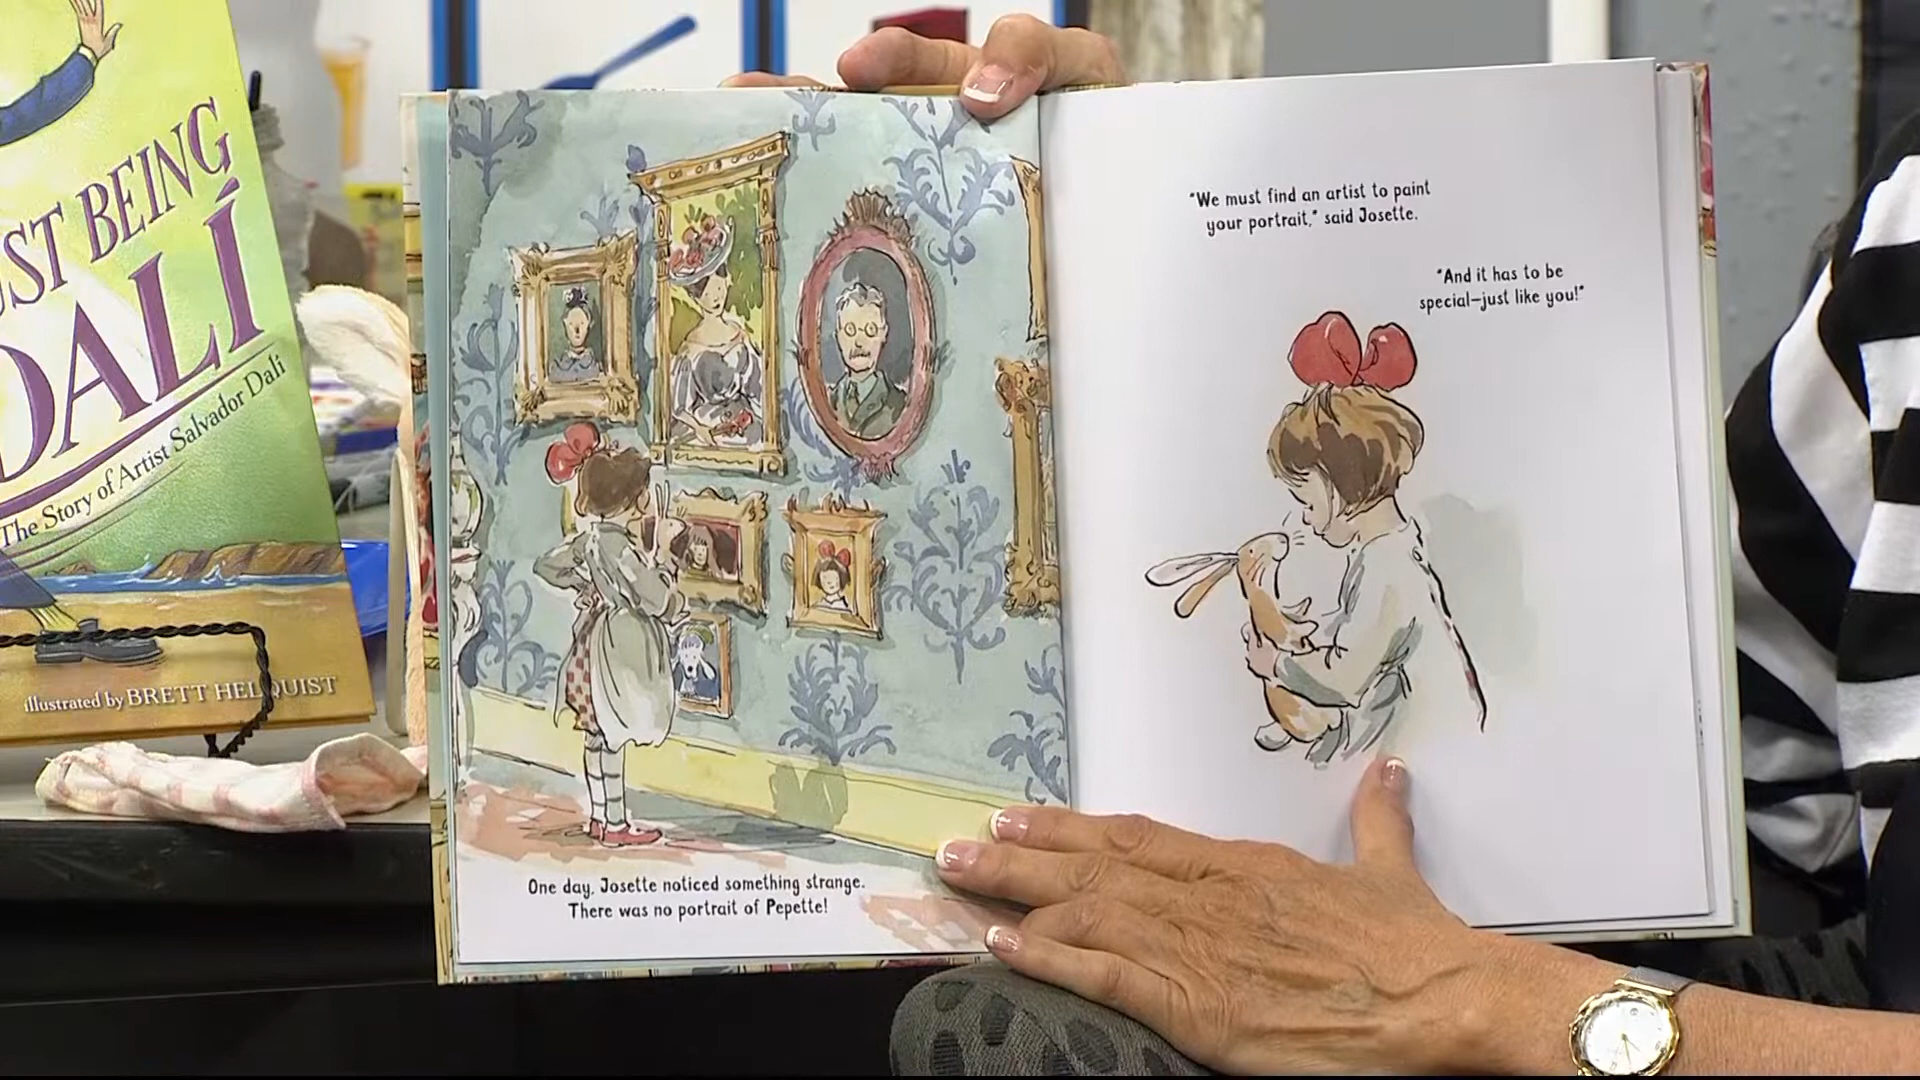 JUST BEING
DALÍ
The Story of Artist Salvador Dalí
illustrated by BRETT HELQUIST
One day, Josette noticed something strange.
There was no portrait of Pepette!
"We must find an artist to paint
your portrait," said Josette.
"And it has to be
special—just like you!"